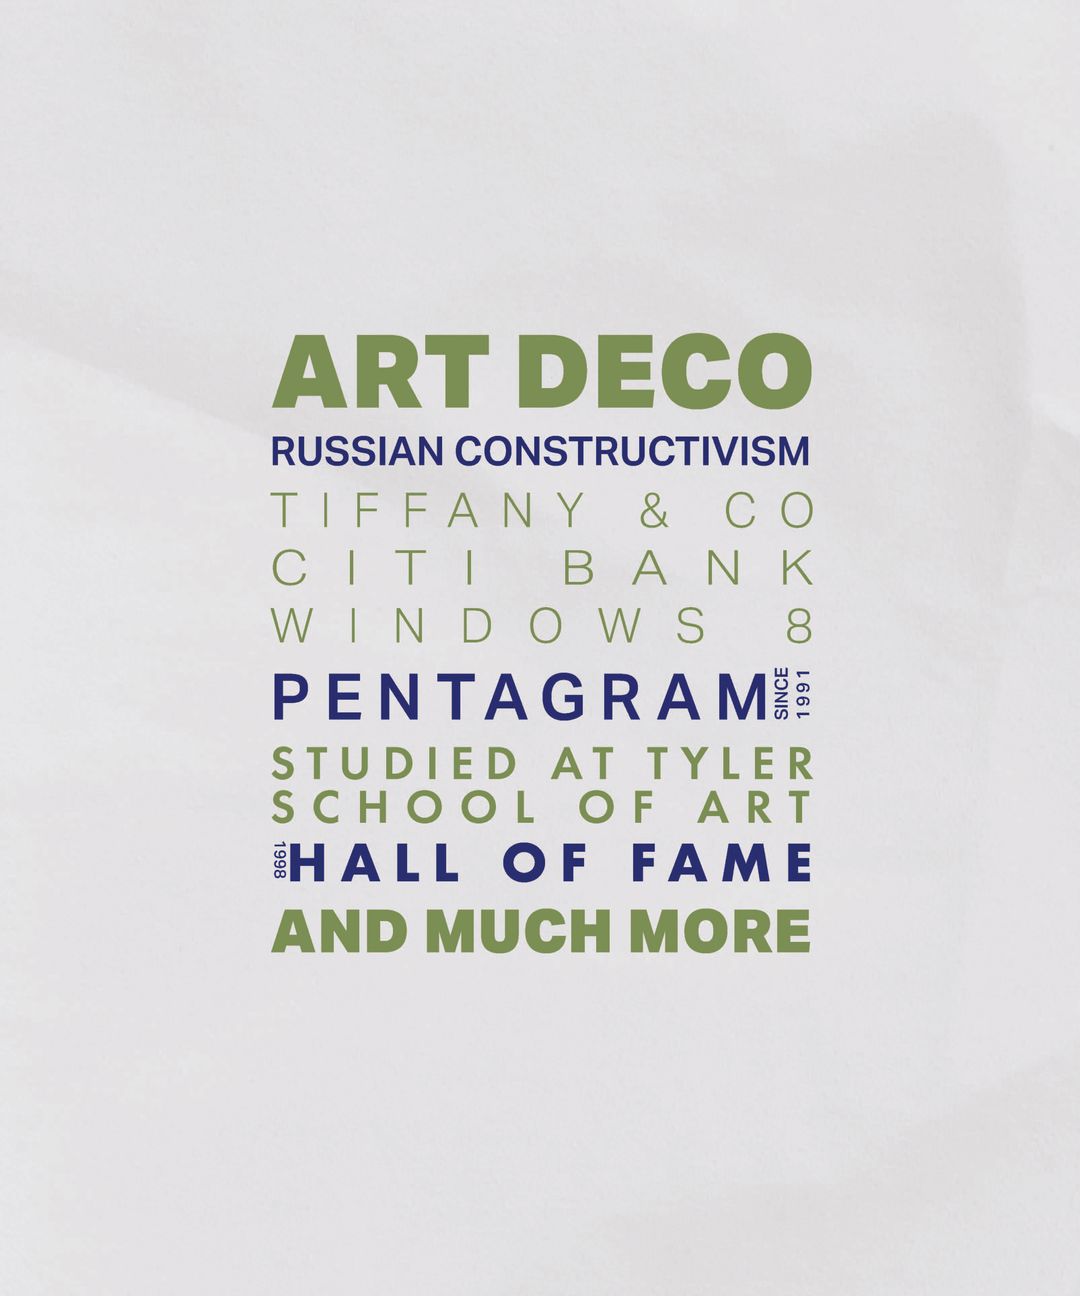 ART DECO
RUSSIAN CONSTRUCTIVISM
TIFFANY & CO
CITI BANK
WINDOWS 8
PENTAGRAM
SINCE
1991
STUDIED AT TYLER
SCHOOL OF ART
1998
HALL OF FAME
AND MUCH MORE